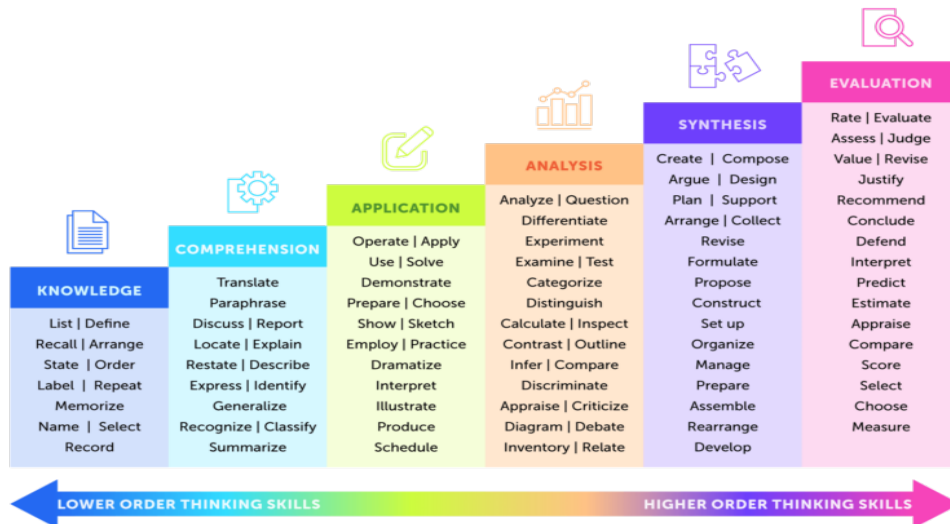 KNOWLEDGE
List | Define
Recall | Arrange
State | Order
Label | Repeat
Memorize
Name | Select
Record
COMPREHENSION
Translate
Paraphrase
Discuss | Report
Locate | Explain
Restate | Describe
Express | Identify
Generalize
Recognize | Classify
Summarize
APPLICATION
Operate | Apply
Use | Solve
Demonstrate
Prepare | Choose
Show | Sketch
Employ | Practice
Dramatize
Interpret
Illustrate
Produce
Schedule
ANALYSIS
Analyze | Question
Differentiate
Experiment
Examine | Test
Categorize
Distinguish
Calculate | Inspect
Contrast | Outline
Infer | Compare
Discriminate
Appraise | Criticize
Diagram | Debate
Inventory | Relate
SYNTHESIS
Create | Compose
Argue | Design
Plan | Support
Arrange | Collect
Revise
Formulate
Propose
Construct
Set up
Organize
Manage
Prepare
Assemble
Rearrange
Develop
EVALUATION
Rate | Evaluate
Assess | Judge
Value | Revise
Justify
Recommend
Conclude
Defend
Interpret
Predict
Estimate
Appraise
Compare
Score
Select
Choose
Measure
LOWER ORDER THINKING SKILLS
HIGHER ORDER THINKING SKILLS